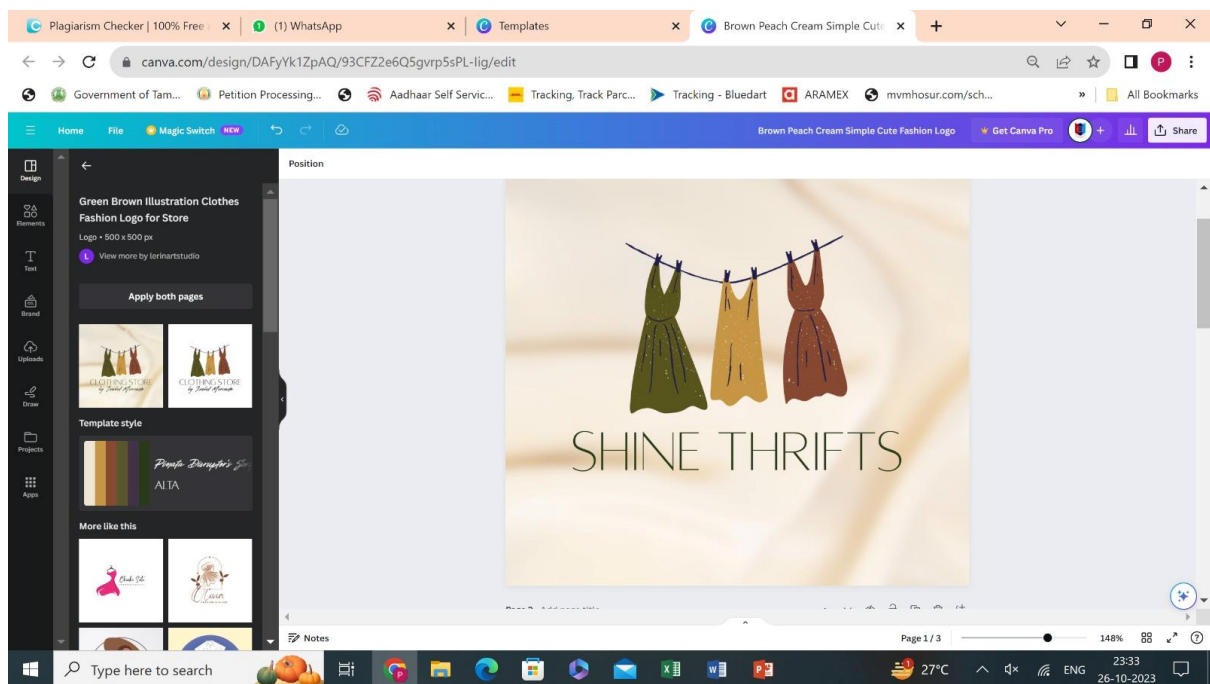 Plagiarism Checker | 100% Free
(1) WhatsApp
Templates
Brown Peach Cream Simple Cute
canva.com/design/DAFyYk1ZpAQ/93CFZ2e6Q5gvrp5sPL-lig/edit
P
Government of Tam...
Petition Processing...
Aadhaar Self Servic...
Tracking, Track Parc...
Tracking - Bluedart
ARAMEX
mvmhosur.com/sch...
»
All Bookmarks
Home
File
Magic Switch NEW
Brown Peach Cream Simple Cute Fashion Logo
Get Canva Pro
+
Share
Design
Elements
Text
Brand
Uploads
Draw
Projects
Apps
Position
Green Brown Illustration Clothes
Fashion Logo for Store
Logo • 500 x 500 px
L View more by lerinartstudio
Apply both pages
CLOTHING STORE
CLOTHING STORE
Template style
ALTA
More like this
SHINE THRIFTS
Notes
Page 1 / 3
148%
Type here to search
27°C
ENG
23:33
26-10-2023